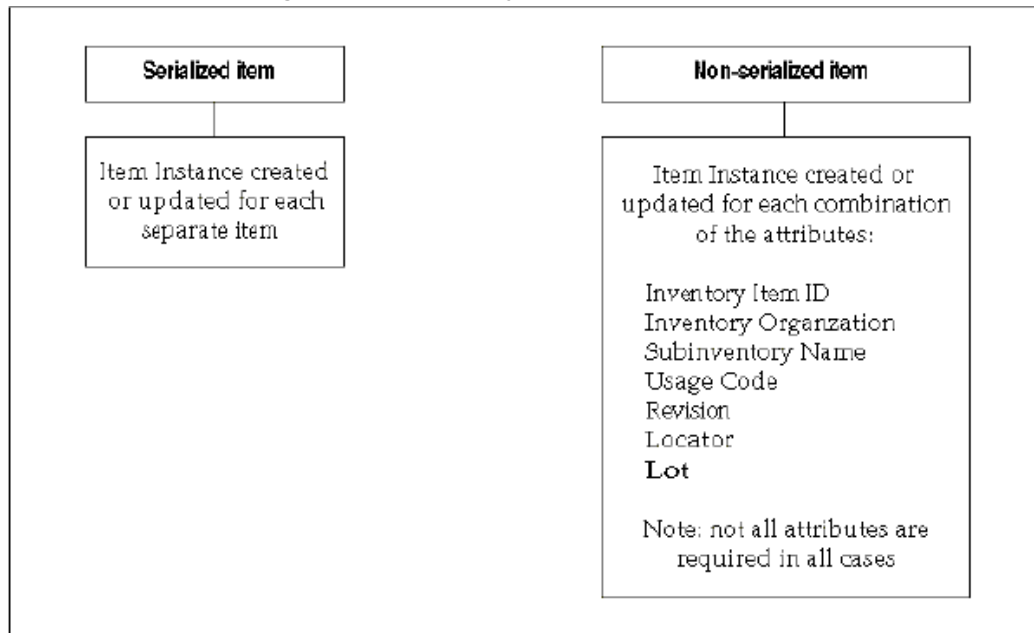 Serialized item
Item Instance created
or updated for each
separate item
Non-serialized item
Item Instance created or
updated for each combination
of the attributes:
Inventory Item ID
Inventory Organzation
Subinventory Name
Usage Code
Revision
Locator
Lot
Note: not all attributes are
required in all cases